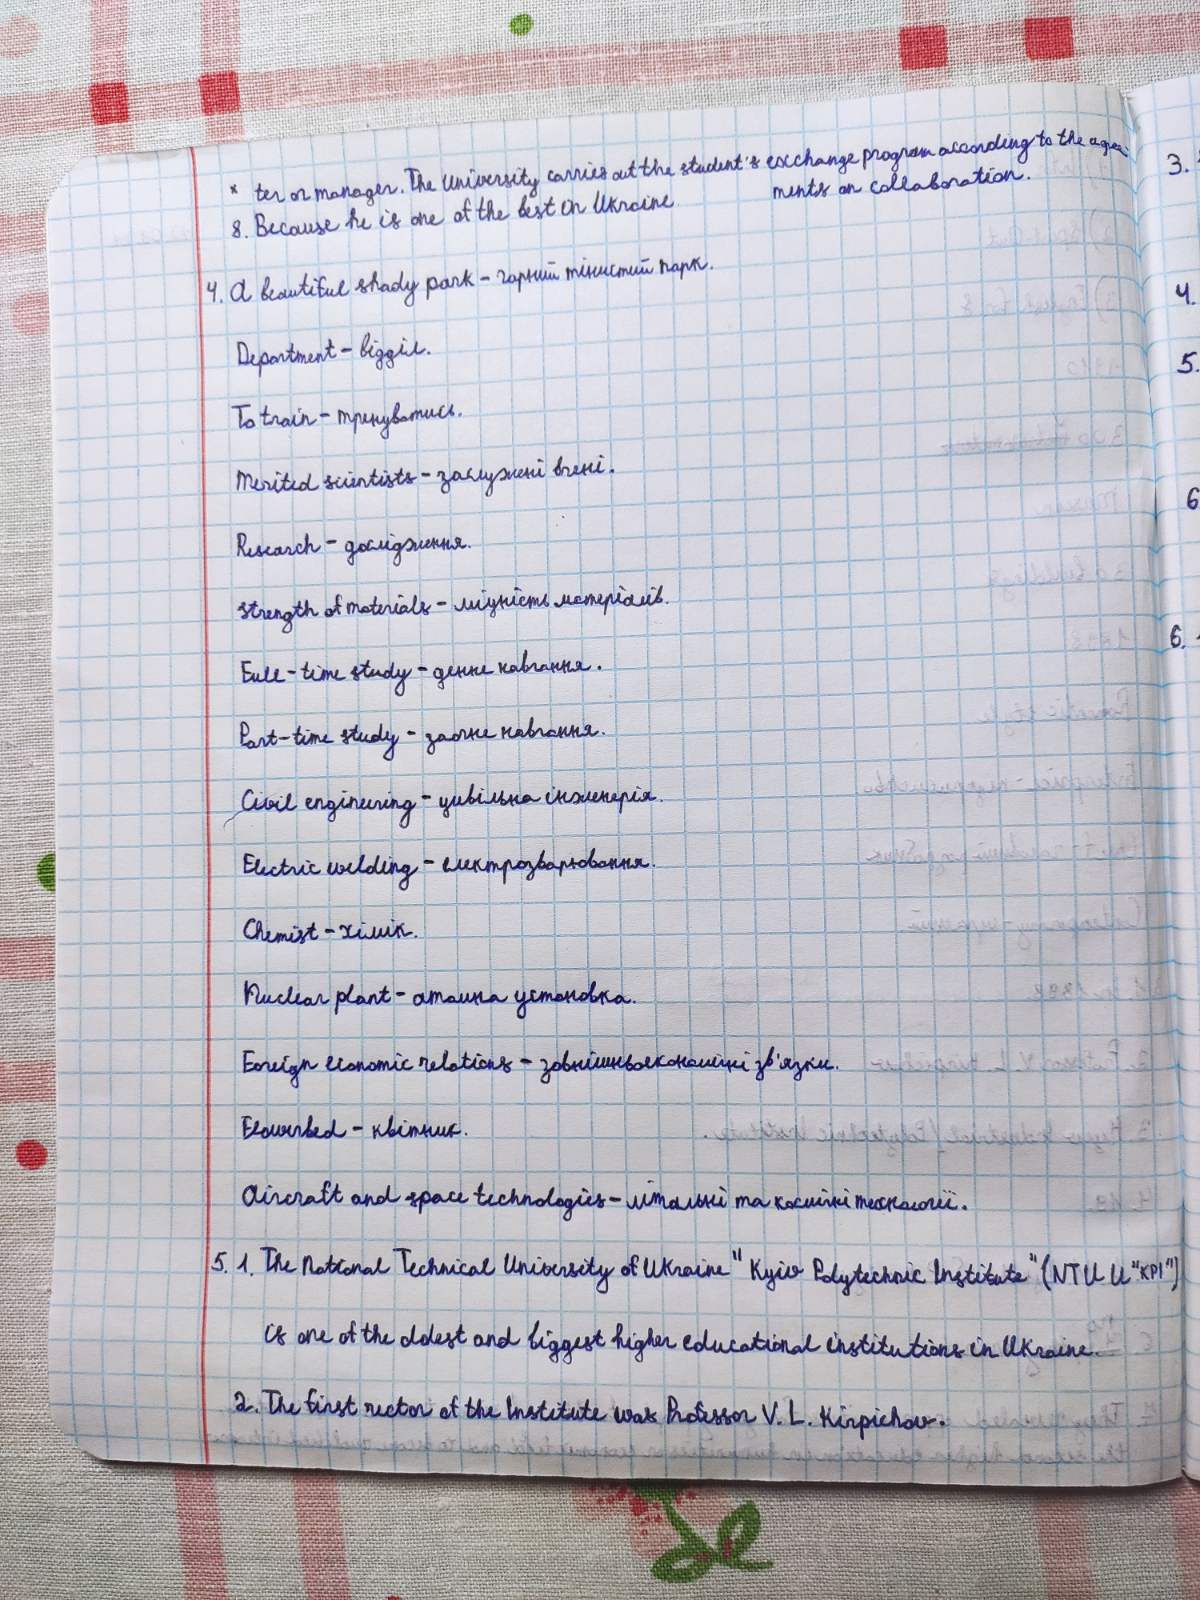 * ter or manager. The University carries out the student's exchange program according to the agree-
ments on collaboration.
8. Because he is one of the best in Ukraine
4. A beautiful shady park – гарний тінистий парк.
Department – відділ.
To train – тренуватись.
Merited scientists – заслужені вчені.
Research – дослідження.
Strength of materials – міцність матеріалів.
Full-time study – денне навчання.
Part-time study – заочне навчання.
Civil engineering – цивільна інженерія.
Electric welding – електрозварювання.
Chemist – хімік.
Nuclear plant – атомна установка.
Foreign economic relations – зовнішньоекономічні зв'язки.
Flowerbed – квітник.
Aircraft and space technologies – літальні та космічні технології.
5. 1. The National Technical University of Ukraine "Kyiv Polytechnic Institute" (NTU U "KPI")
is one of the oldest and biggest higher educational institutions in Ukraine.
2. The first rector of the Institute was Professor V. L. Kirpichov.
3.
4.
5.
6
6.